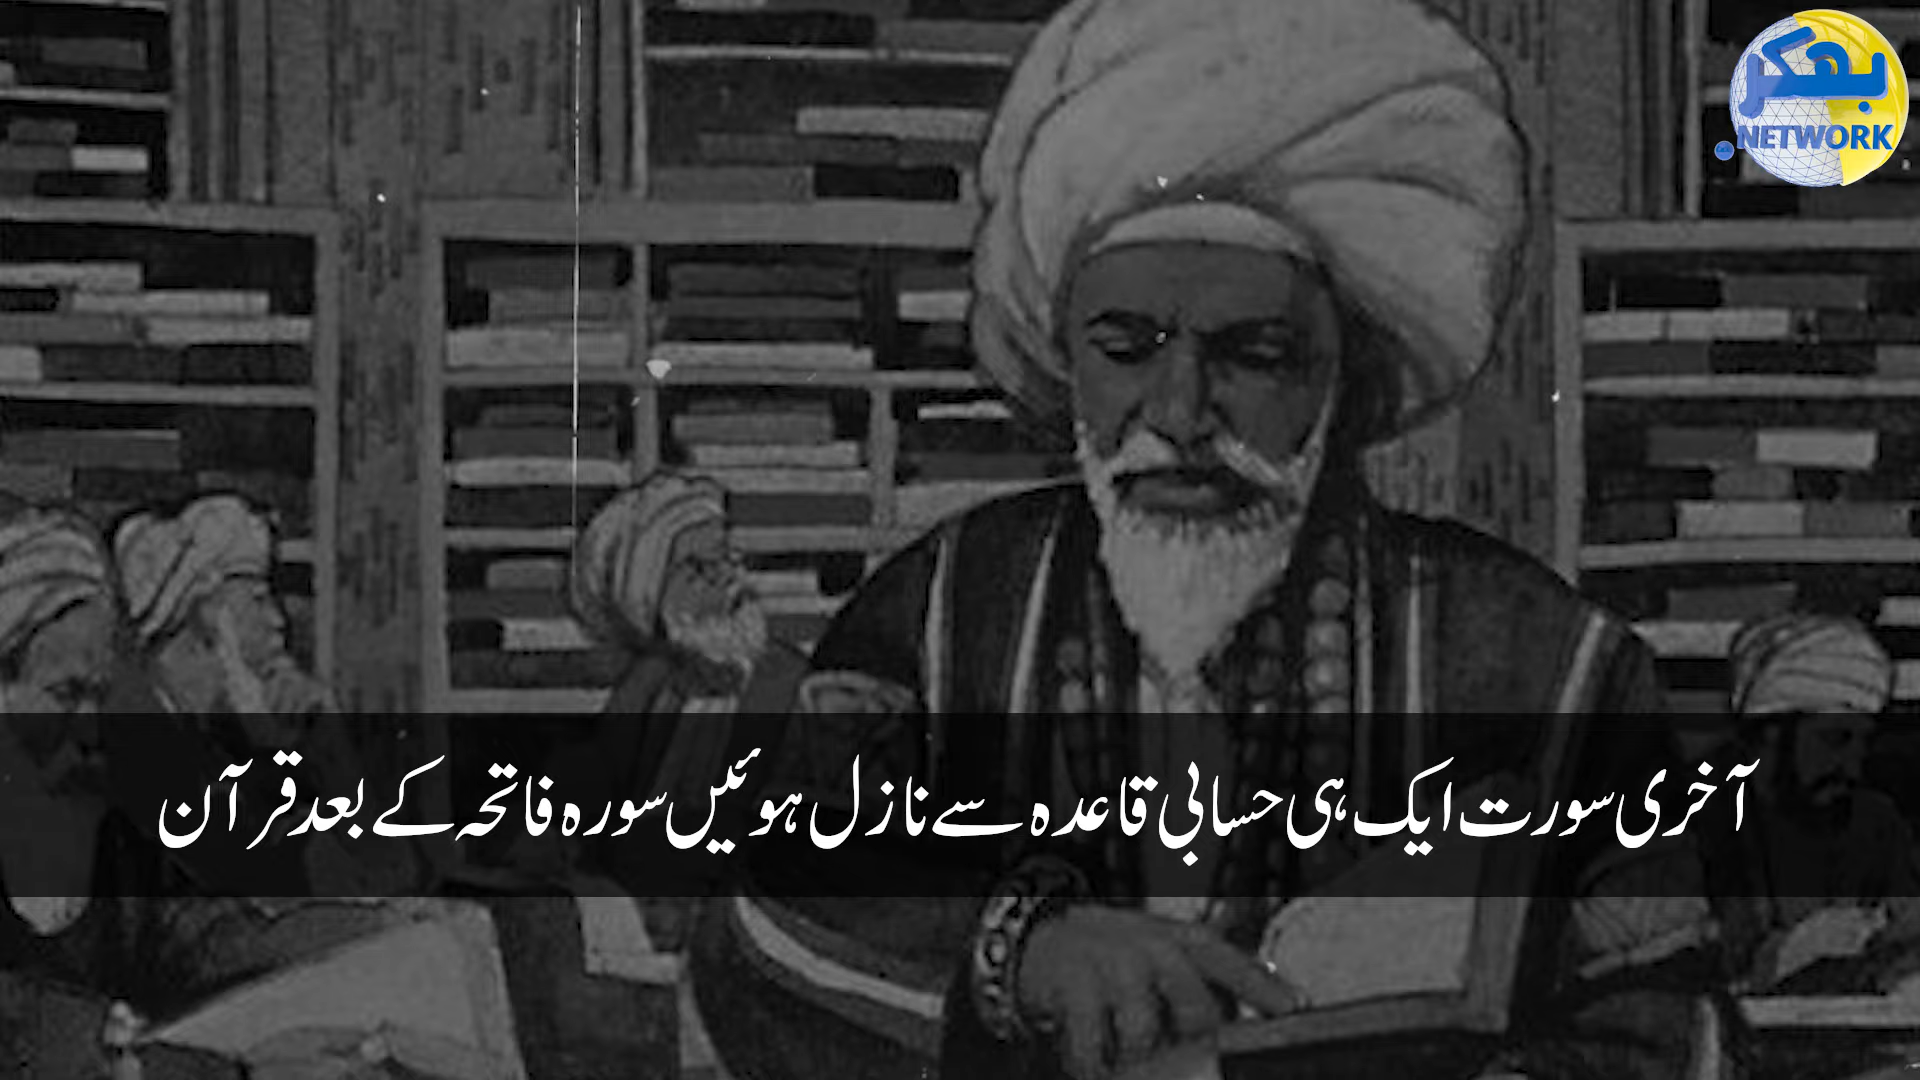 بھکر
NETWORK
آخری سورت ایک ہی حسابی قاعدہ سے نازل ہوئیں سورہ فاتحہ کے بعد قرآن